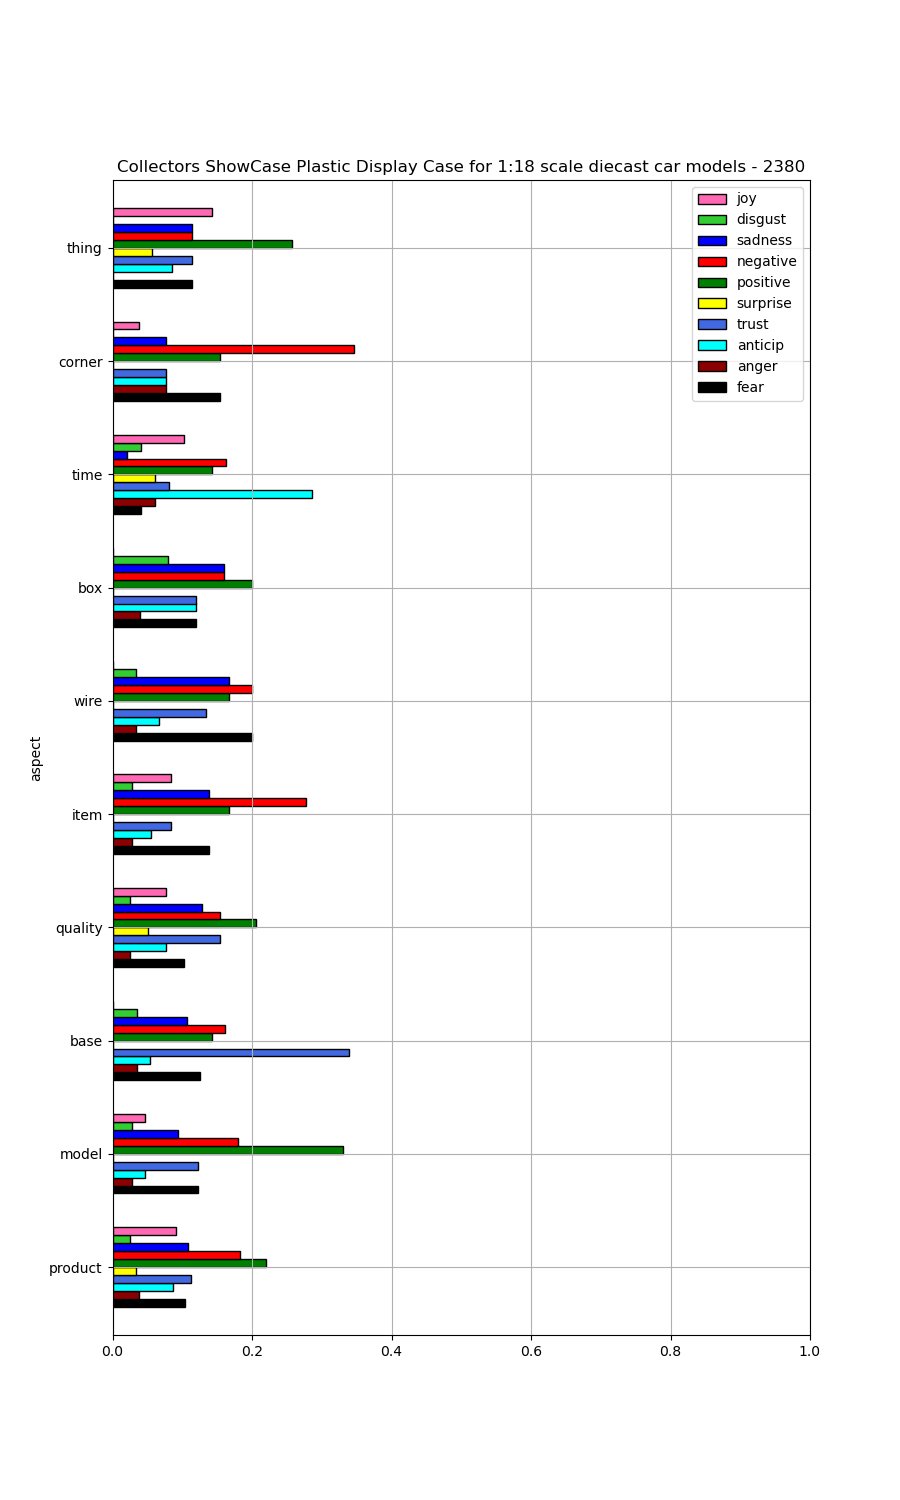 Collectors ShowCase Plastic Display Case for 1:18 scale diecast car models - 2380
joy
disgust
sadness
negative
positive
surprise
trust
anticip
anger
fear
thing
corner
time
box
wire
item
quality
base
model
product
aspect
0.0 0.2 0.4 0.6 0.8 1.0